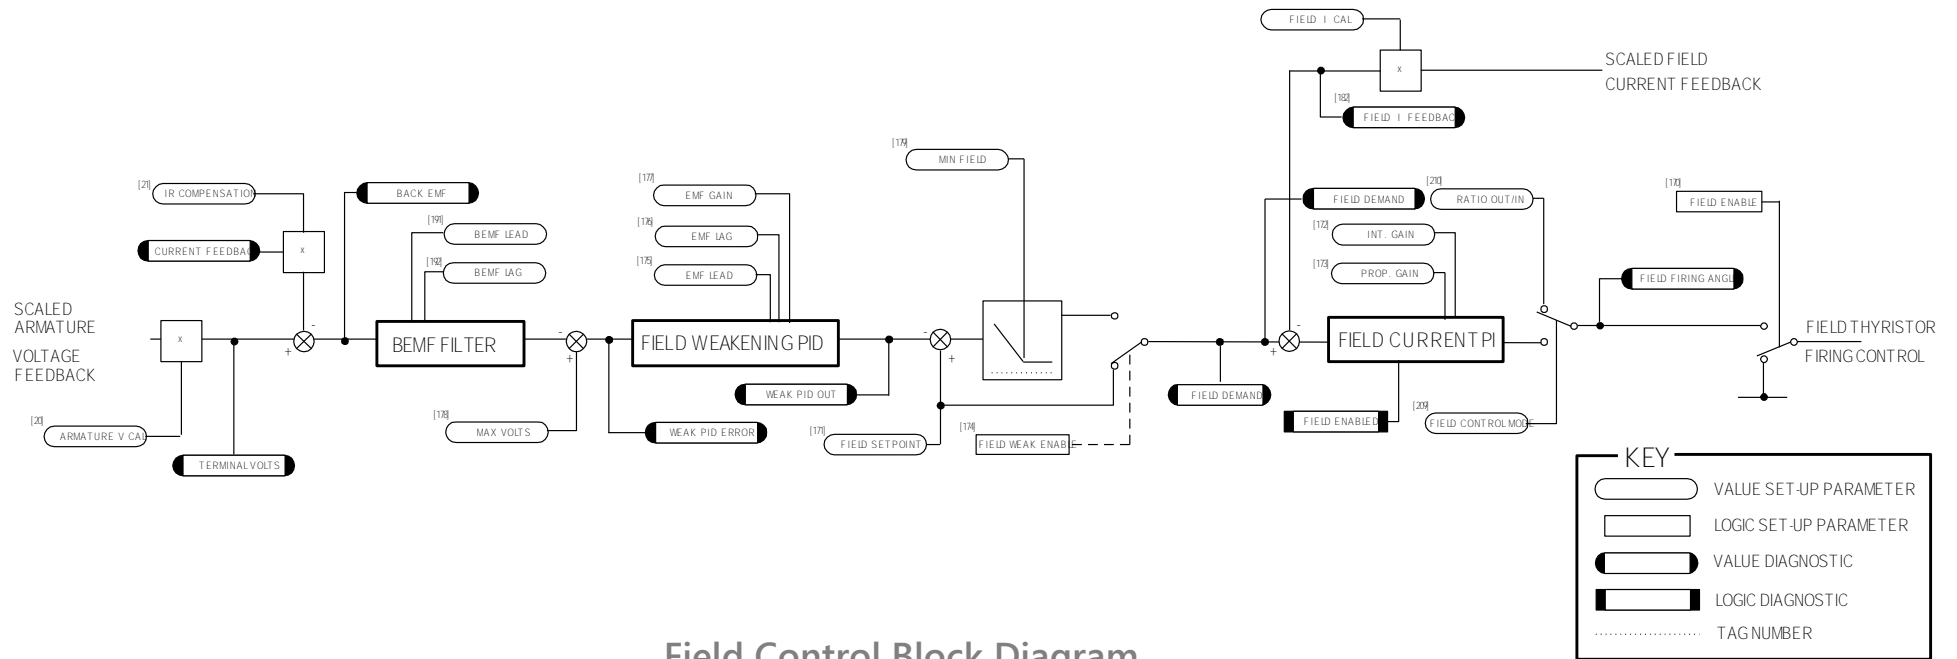 FIELD I CAL
x
SCALED FIELD
CURRENT FEEDBACK
[182]
FIELD I FEEDBAC
[179]
MIN FIELD
[21]
IR COMPENSATION
BACK EMF
[177]
EMF GAIN
FIELD DEMAND
[210]
RATIO OUT/IN
[170]
FIELD ENABLE
[191]
BEMF LEAD
[176]
EMF LAG
[172]
INT. GAIN
CURRENT FEEDBA
x
[192]
BEMF LAG
[175]
EMF LEAD
[173]
PROP. GAIN
FIELD FIRING ANGL
SCALED
ARMATURE
VOLTAGE
FEEDBACK
x
-
+
BEMF FILTER
-
+
FIELD WEAKENING PID
-
+
-
+
FIELD CURRENT PI
FIELD THYRISTOR
FIRING CONTROL
WEAK PID OUT
FIELD DEMAND
[20]
ARMATURE V CAL
TERMINAL VOLTS
[178]
MAX VOLTS
WEAK PID ERROR
[171]
FIELD SETPOINT
[174]
FIELD WEAK ENABLE
FIELD ENABLED
[209]
FIELD CONTROL MODE
KEY
VALUE SET-UP PARAMETER
LOGIC SET-UP PARAMETER
VALUE DIAGNOSTIC
LOGIC DIAGNOSTIC
TAG NUMBER
Field Control Block Diagram